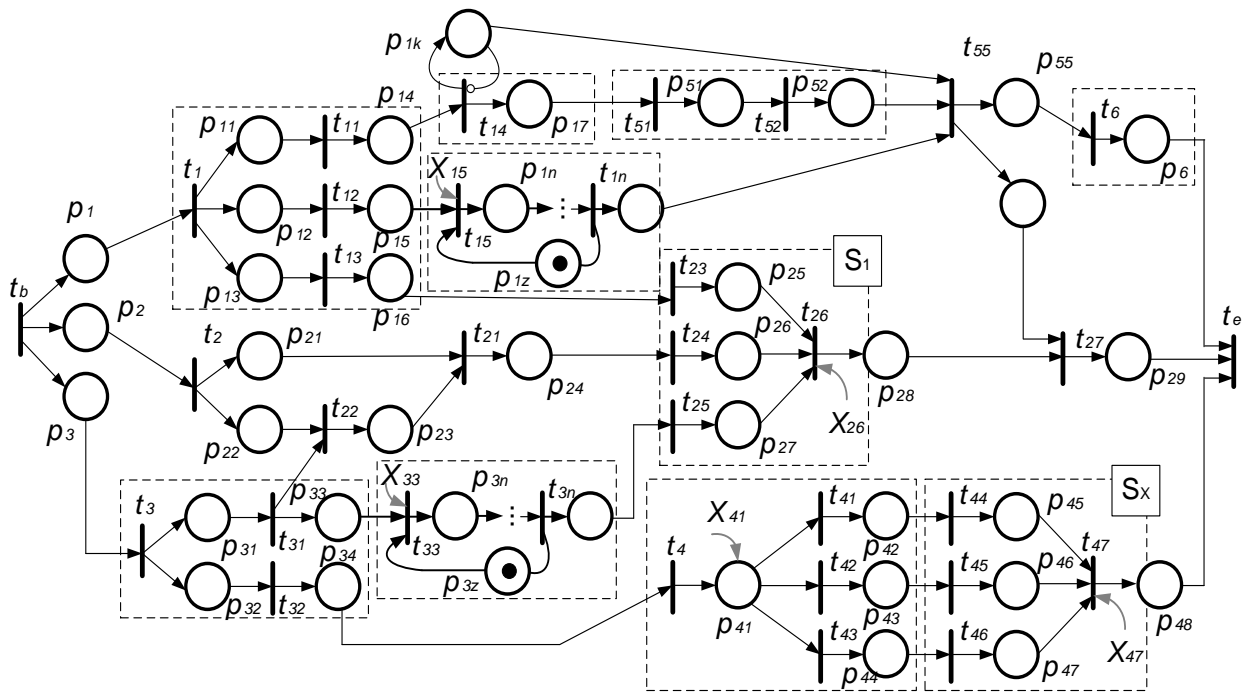 p1k
t55
p55
p14
p51
p52
t6
p11
t11
t14
p17
t51
t52
p6
t1
X15
p1n
t1n
p1
p12
t12
p15
t15
S1
t23
p25
tb
p2
p13
t13
p16
p1z
t26
te
t2
p21
t21
t24
p26
t27
p3
p22
t22
p23
p24
t25
p27
X26
p28
p29
t3
p33
X33
p3n
t3n
SX
p31
t31
p34
t33
X41
t41
t44
p45
p32
t32
p3z
t4
p42
t47
t42
t45
p46
p41
p43
p48
t43
t46
X47
p44
p47